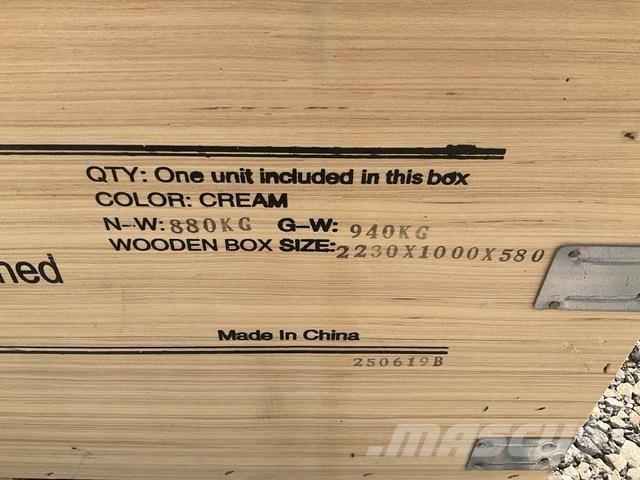 QTY: One unit included in this box
COLOR: CREAM
N-W: 880KG G-W: 940KG
WOODEN BOX SIZE: 2230X1000X580
ned
Made In China
250619B
MASCUS